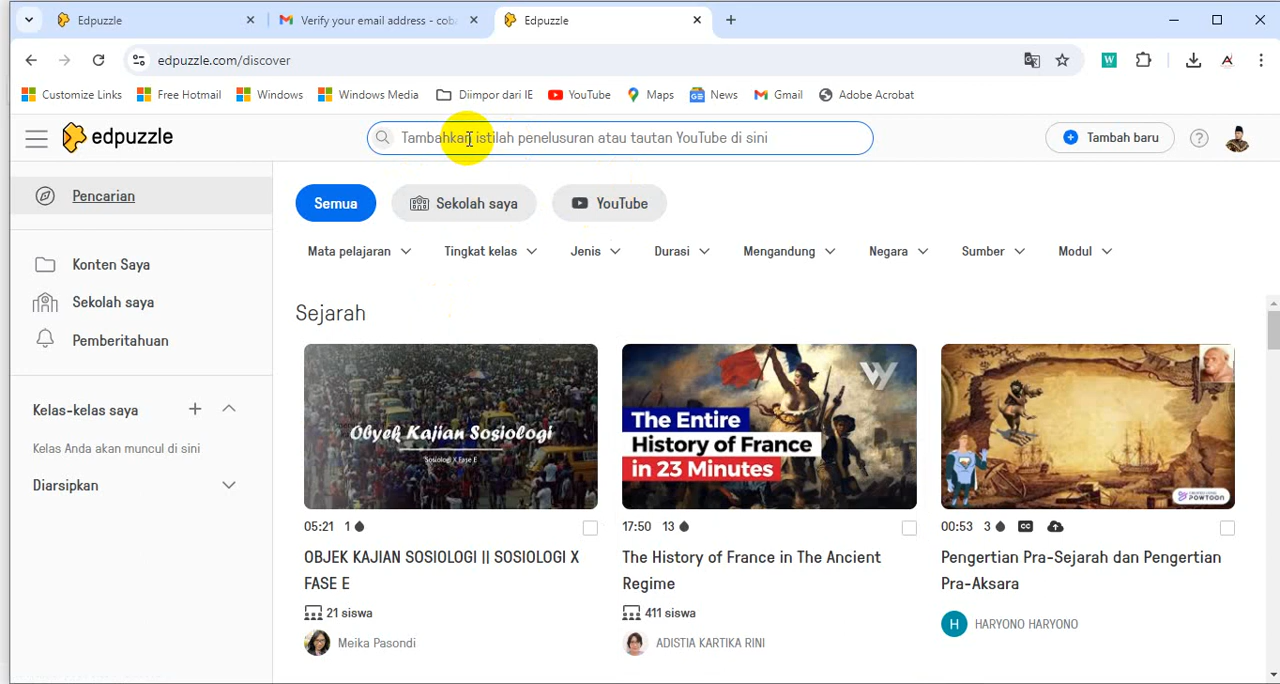 Edpuzzle
Verify your email address - coba
Edpuzzle
edpuzzle.com/discover
Customize Links
Free Hotmail
Windows
Windows Media
Diimpor dari IE
YouTube
Maps
News
Gmail
Adobe Acrobat
edpuzzle
Tambahkan istilah penelusuran atau tautan YouTube di sini
Tambah baru
Pencarian
Konten Saya
Sekolah saya
Pemberitahuan
Kelas-kelas saya
Kelas Anda akan muncul di sini
Diarsipkan
Semua
Sekolah saya
YouTube
Mata pelajaran
Tingkat kelas
Jenis
Durasi
Mengandung
Negara
Sumber
Modul
Sejarah
Obyek Kajian Sosiologi
Sosiologi X Fase E
05:21 1
OBJEK KAJIAN SOSIOLOGI || SOSIOLOGI X
FASE E
21 siswa
Meika Pasondi
The Entire
History of France
in 23 Minutes
17:50 13
The History of France in The Ancient
Regime
411 siswa
ADISTIA KARTIKA RINI
POWTOON
00:53 3 CC
Pengertian Pra-Sejarah dan Pengertian
Pra-Aksara
H HARYONO HARYONO